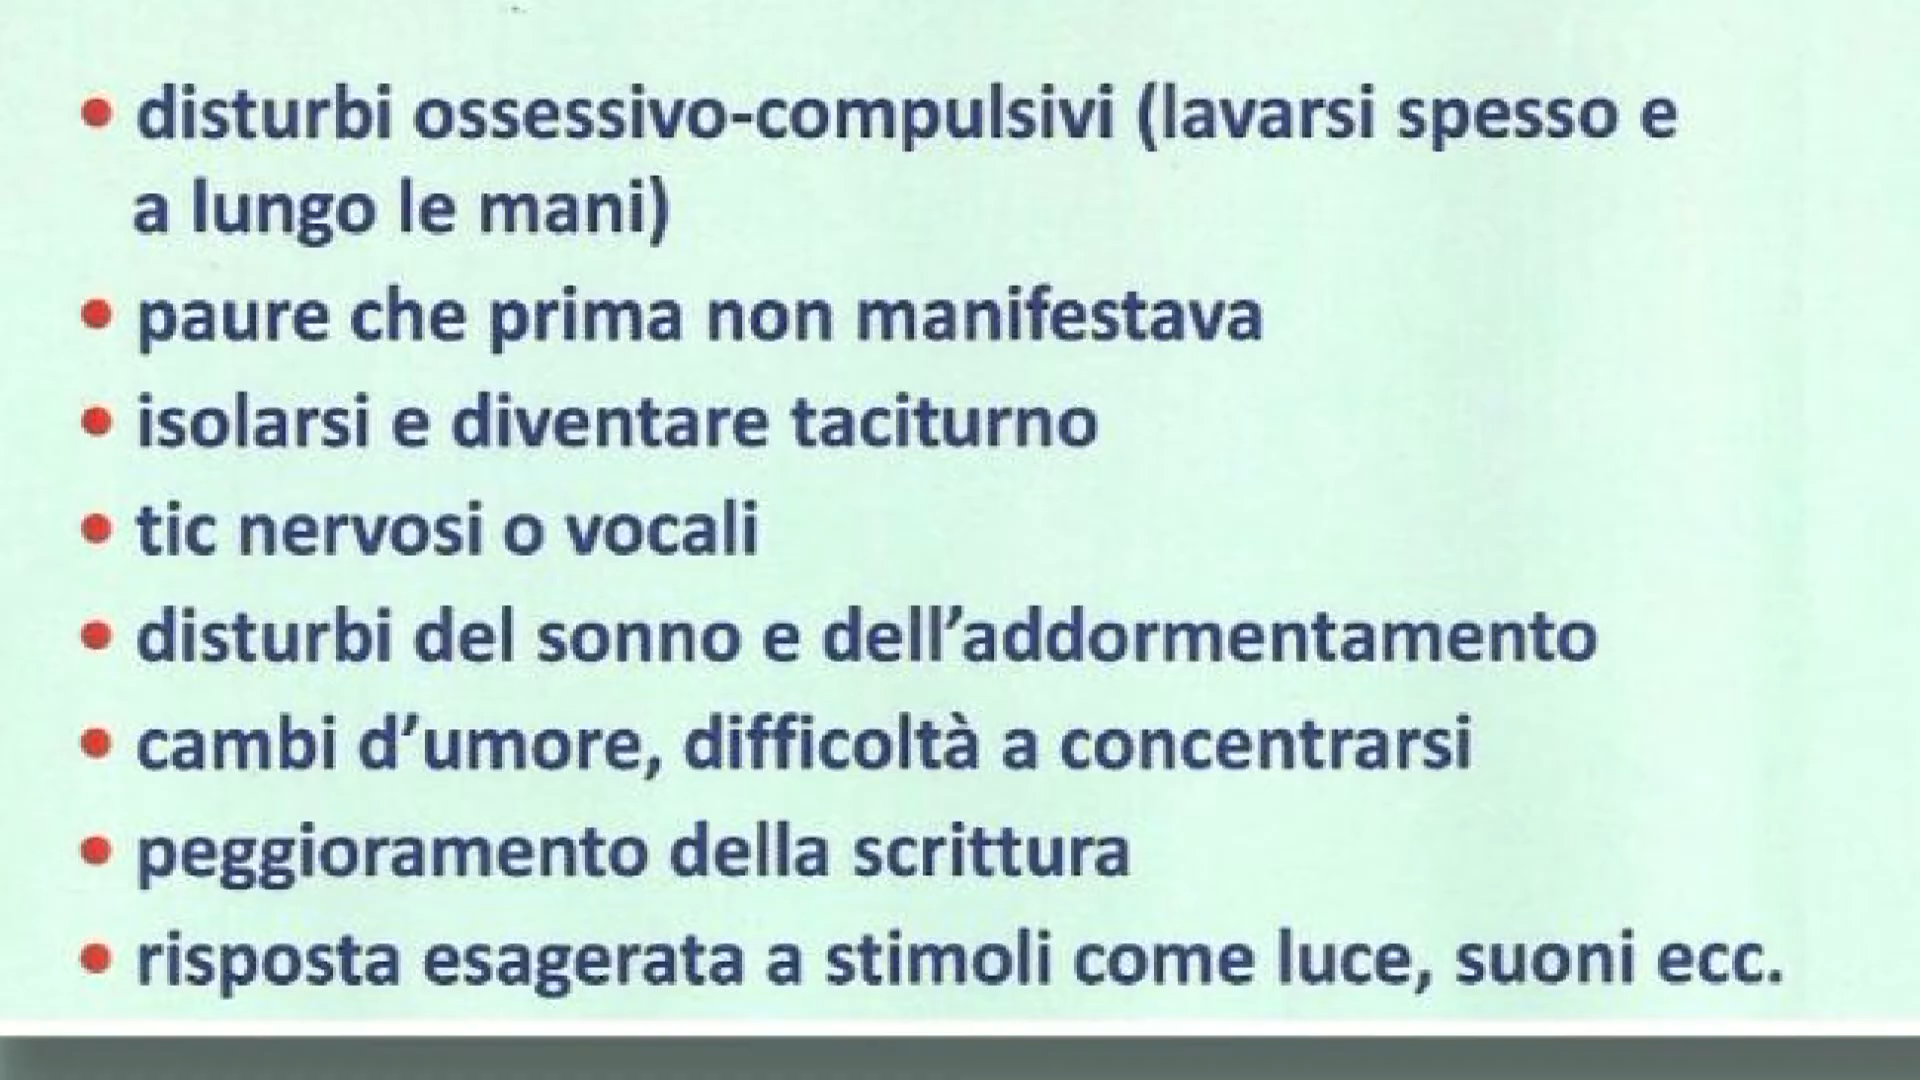 • disturbi ossessivo-compulsivi (lavarsi spesso e
a lungo le mani)
• paure che prima non manifestava
• isolarsi e diventare taciturno
• tic nervosi o vocali
• disturbi del sonno e dell’addormentamento
• cambi d’umore, difficoltà a concentrarsi
• peggioramento della scrittura
• risposta esagerata a stimoli come luce, suoni ecc.